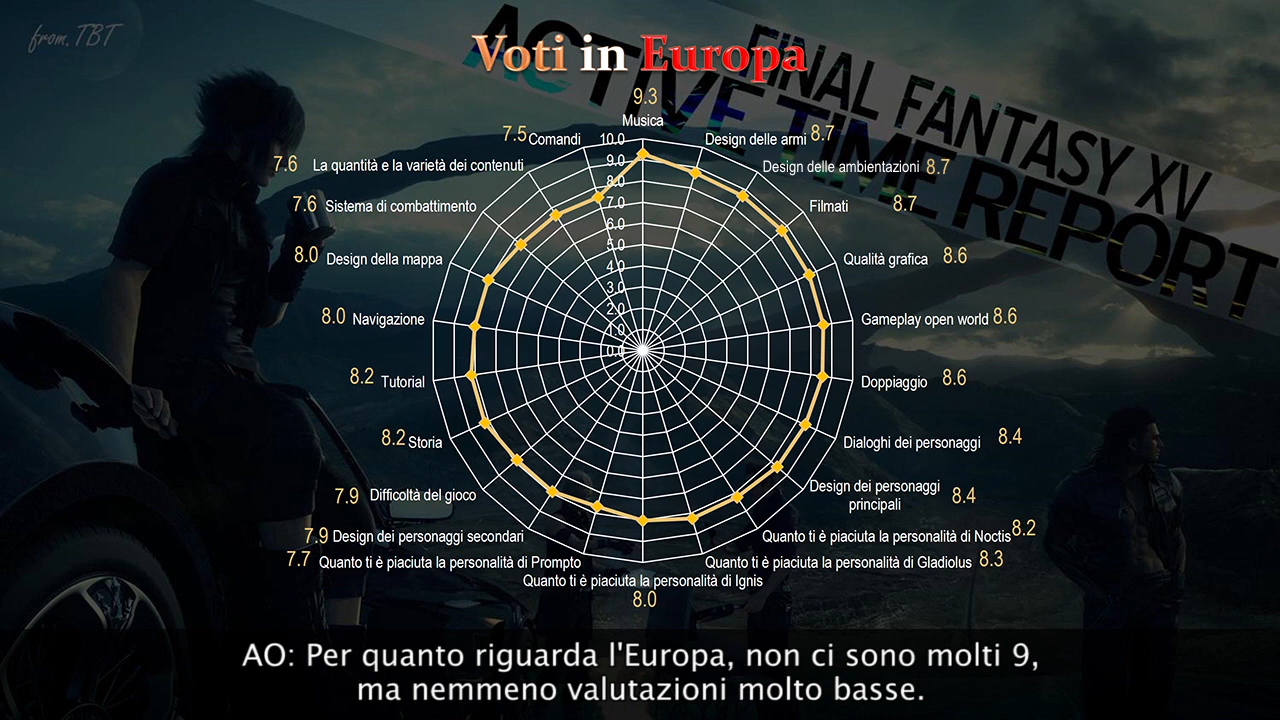 from. TBT
Voti in Europa
FINAL FANTASY XV
ACTIVE TIME REPORT
9.3
Musica
7.5 Comandi
Design delle armi 8.7
7.6 La quantità e la varietà dei contenuti
Design delle ambientazioni 8.7
7.6 Sistema di combattimento
Filmati 8.7
8.0 Design della mappa
Qualità grafica 8.6
8.0 Navigazione
Gameplay open world 8.6
8.2 Tutorial
Doppiaggio 8.6
8.2 Storia
Dialoghi dei personaggi 8.4
7.9 Difficoltà del gioco
Design dei personaggi
principali 8.4
7.9 Design dei personaggi secondari
Quanto ti è piaciuta la personalità di Noctis 8.2
7.7 Quanto ti è piaciuta la personalità di Prompto
Quanto ti è piaciuta la personalità di Gladiolus 8.3
Quanto ti è piaciuta la personalità di Ignis
8.0
10.0
9.0
8.0
7.0
6.0
5.0
4.0
3.0
2.0
1.0
0.0
AO: Per quanto riguarda l'Europa, non ci sono molti 9,
ma nemmeno valutazioni molto basse.